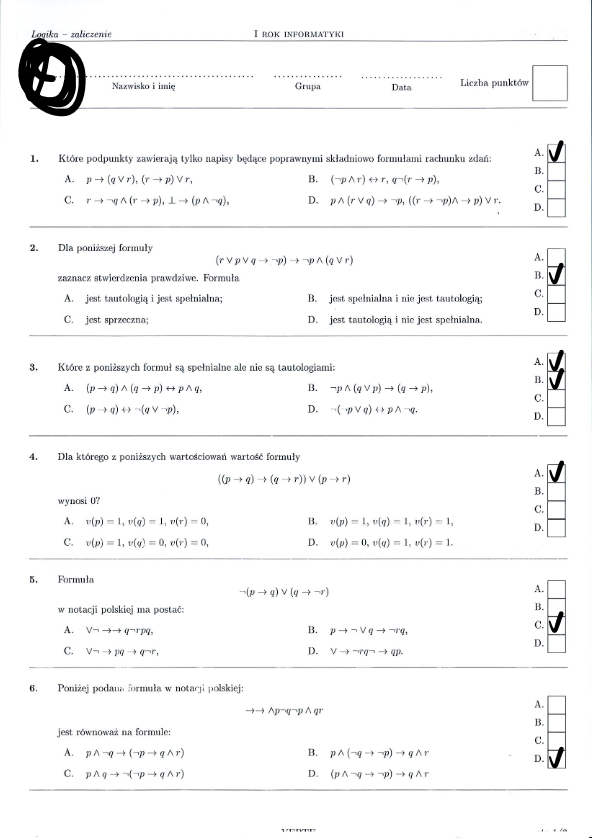 Logika – zaliczenie I ROK INFORMATYKI
Nazwisko i imię Grupa Data Liczba punktów
1. Które podpunkty zawierają tylko napisy będące poprawnymi składniowo formułami rachunku zdań:
A. p → (q ∨ r), (r → p) ∨ r, B. (¬p ∧ r) ↔ r, q¬(r → p),
C. r → ¬q ∧ (r → p), ⊥ → (p ∧ ¬q), D. p ∧ (r ∨ q) → ¬p, ((r → ¬p)∧ → p) ∨ r.
A.
B.
C.
D.
2. Dla poniższej formuły
(r ∨ p ∨ q → ¬p) → ¬p ∧ (q ∨ r)
zaznacz stwierdzenia prawdziwe. Formuła
A. jest tautologią i jest spełnialna; B. jest spełnialna i nie jest tautologią;
C. jest sprzeczna; D. jest tautologią i nie jest spełnialna.
A.
B.
C.
D.
3. Które z poniższych formuł są spełnialne ale nie są tautologiami:
A. (p → q) ∧ (q → p) ↔ p ∧ q, B. ¬p ∧ (q ∨ p) → (q → p),
C. (p → q) ↔ ¬(q ∨ ¬p), D. ¬(¬p ∨ q) ↔ p ∧ ¬q.
A.
B.
C.
D.
4. Dla którego z poniższych wartościowań wartość formuły
((p → q) → (q → r)) ∨ (p → r)
wynosi 0?
A. v(p) = 1, v(q) = 1, v(r) = 0, B. v(p) = 1, v(q) = 1, v(r) = 1,
C. v(p) = 1, v(q) = 0, v(r) = 0, D. v(p) = 0, v(q) = 1, v(r) = 1.
A.
B.
C.
D.
5. Formuła
¬(p → q) ∨ (q → ¬r)
w notacji polskiej ma postać:
A. ∨¬ →→ q¬rpq, B. p → ¬ ∨ q → ¬rq,
C. ∨¬ → pq → q¬r, D. ∨ → ¬rq¬ → qp.
A.
B.
C.
D.
6. Poniżej podana formuła w notacji polskiej:
→→ ∧p¬q¬p ∧ qr
jest równoważ na formule:
A. p ∧ ¬q → (¬p → q ∧ r) B. p ∧ (¬q → ¬p) → q ∧ r
C. p ∧ q → ¬(¬p → q ∧ r) D. (p ∧ ¬q → ¬p) → q ∧ r
A.
B.
C.
D.